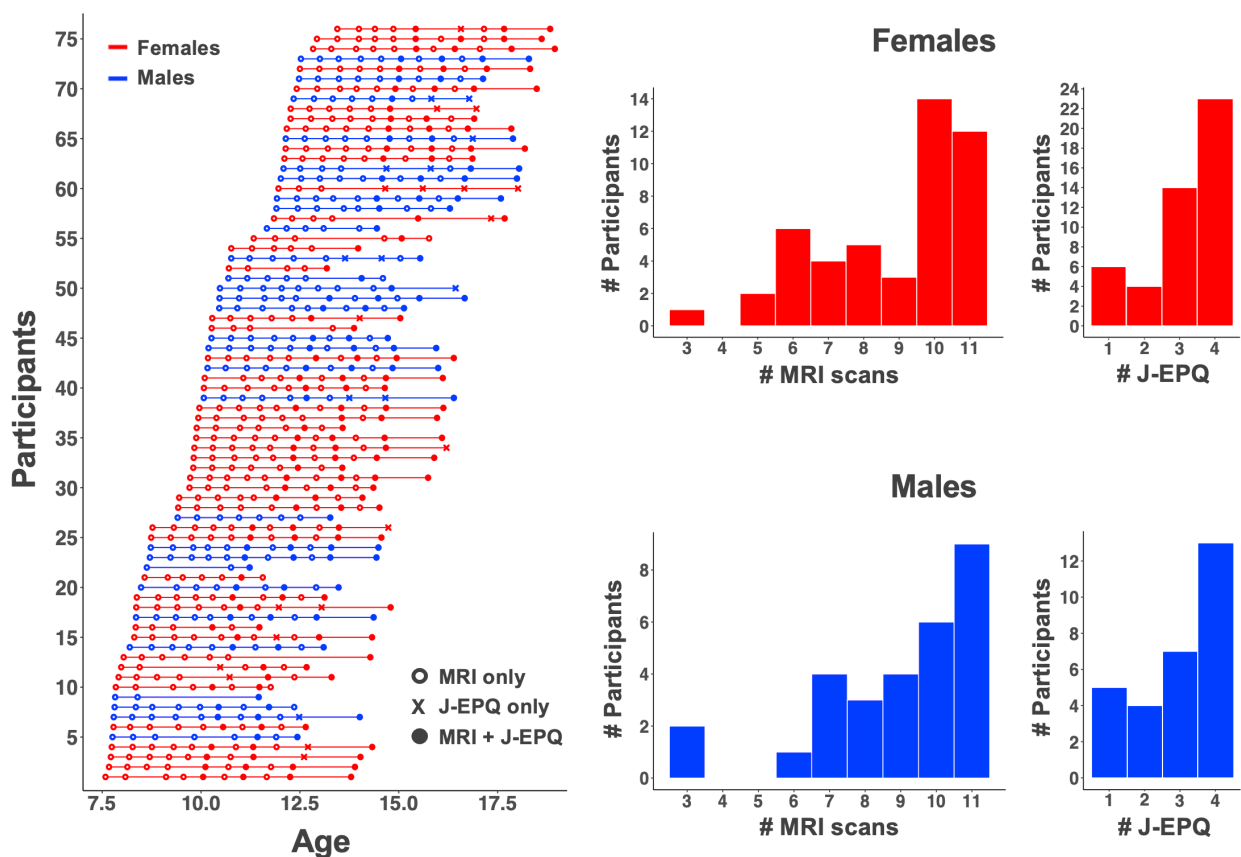 75
70
65
60
55
50
45
40
35
30
25
20
15
10
5
Participants
Females
Males
MRI only
X J-EPQ only
MRI + J-EPQ
7.5 10.0 12.5 15.0 17.5
Age
Females
14
12
10
8
6
4
2
0
# Participants
3 4 5 6 7 8 9 10 11
# MRI scans
24
22
20
18
16
14
12
10
8
6
4
2
0
# Participants
1 2 3 4
# J-EPQ
Males
8
6
4
2
0
# Participants
3 4 5 6 7 8 9 10 11
# MRI scans
12
10
8
6
4
2
0
# Participants
1 2 3 4
# J-EPQ